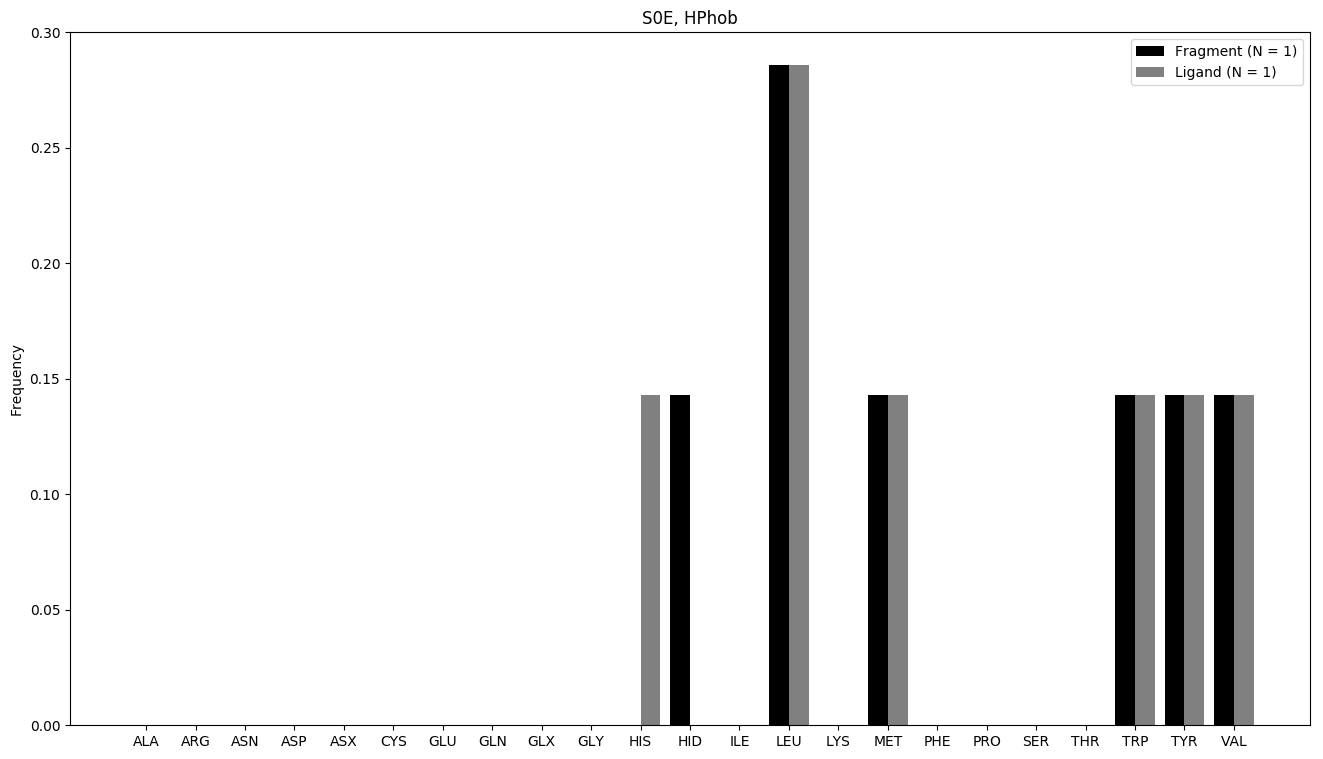 S0E, HPhob
Fragment (N = 1)
Ligand (N = 1)
Frequency
0.30
0.25
0.20
0.15
0.10
0.05
0.00
ALA ARG ASN ASP ASX CYS GLU GLN GLX GLY HIS HID ILE LEU LYS MET PHE PRO SER THR TRP TYR VAL